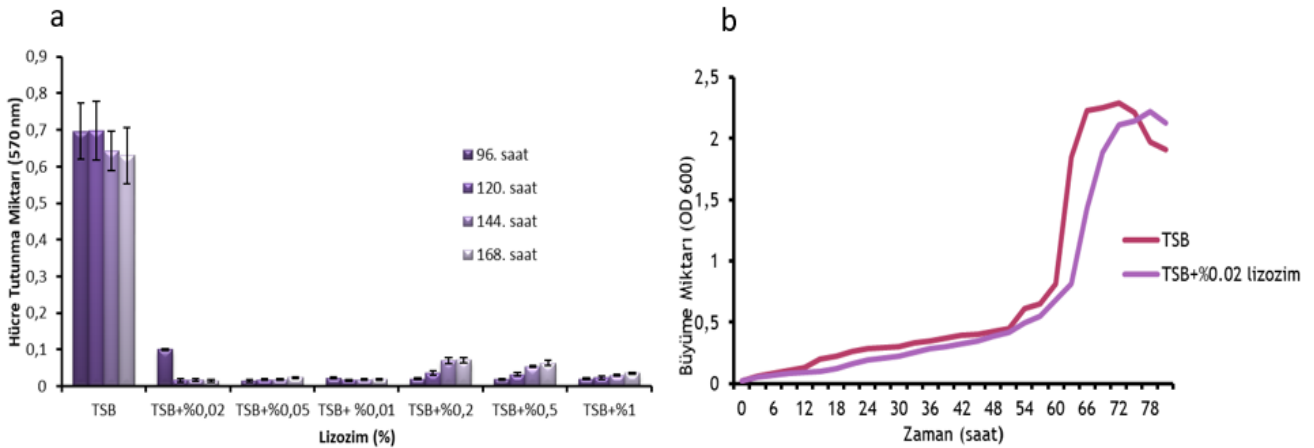 a
Hücre Tutunma Miktarı (570 nm)
0,9
0,8
0,7
0,6
0,5
0,4
0,3
0,2
0,1
0
96. saat
120. saat
144. saat
168. saat
TSB TSB+%0,02 TSB+%0,05 TSB+ %0,01 TSB+%0,2 TSB+%0,5 TSB+%1
Lizozim (%)
b
Büyüme Miktarı (OD 600)
2,5
2
1,5
1
0,5
0
TSB
TSB+%0.02 lizozim
0 6 12 18 24 30 36 42 48 54 60 66 72 78
Zaman (saat)